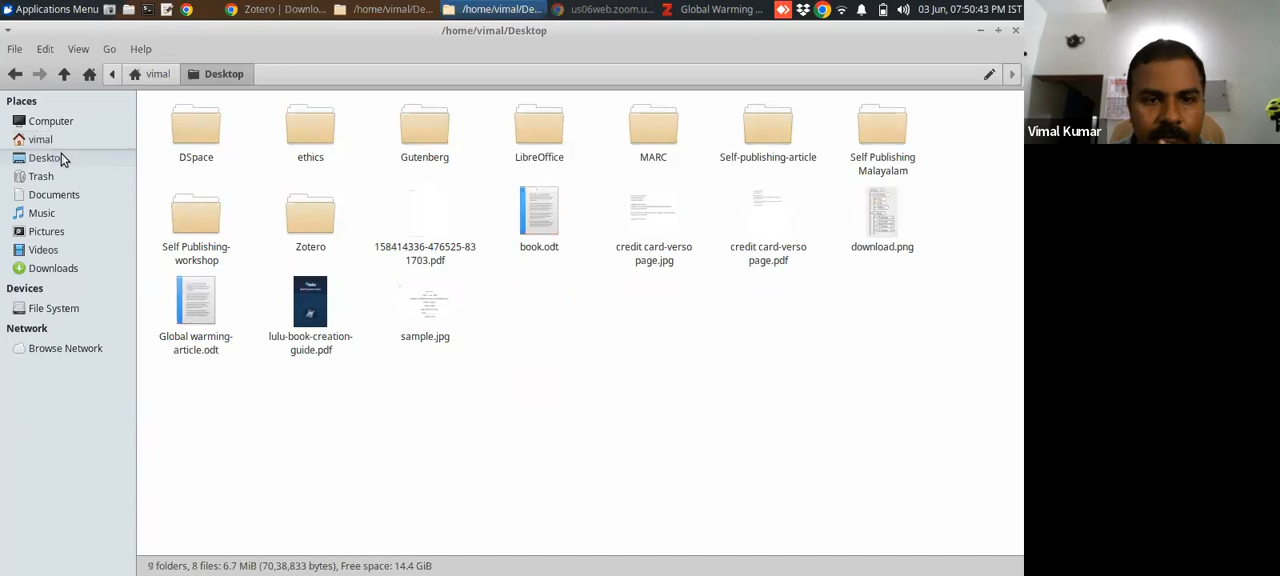 Applications Menu
Zotero | Downlo...
/home/vimal/De...
/home/vimal/De...
us06web.zoom.u...
Global Warming ...
03 Jun, 07:50:43 PM IST
/home/vimal/Desktop
File Edit View Go Help
vimal
Desktop
Places
Computer
vimal
Desktop
Trash
Documents
Music
Pictures
Videos
Downloads
Devices
File System
Network
Browse Network
DSpace
ethics
Gutenberg
LibreOffice
MARC
Self-publishing-article
Self Publishing
Malayalam
Self Publishing-
workshop
Zotero
158414336-476525-83
1703.pdf
book.odt
credit card-verso
page.jpg
credit card-verso
page.pdf
download.png
Global warming-
article.odt
lulu-book-creation-
guide.pdf
sample.jpg
9 folders, 8 files: 6.7 MiB (70,38,833 bytes), Free space: 14.4 GiB
Vimal Kumar